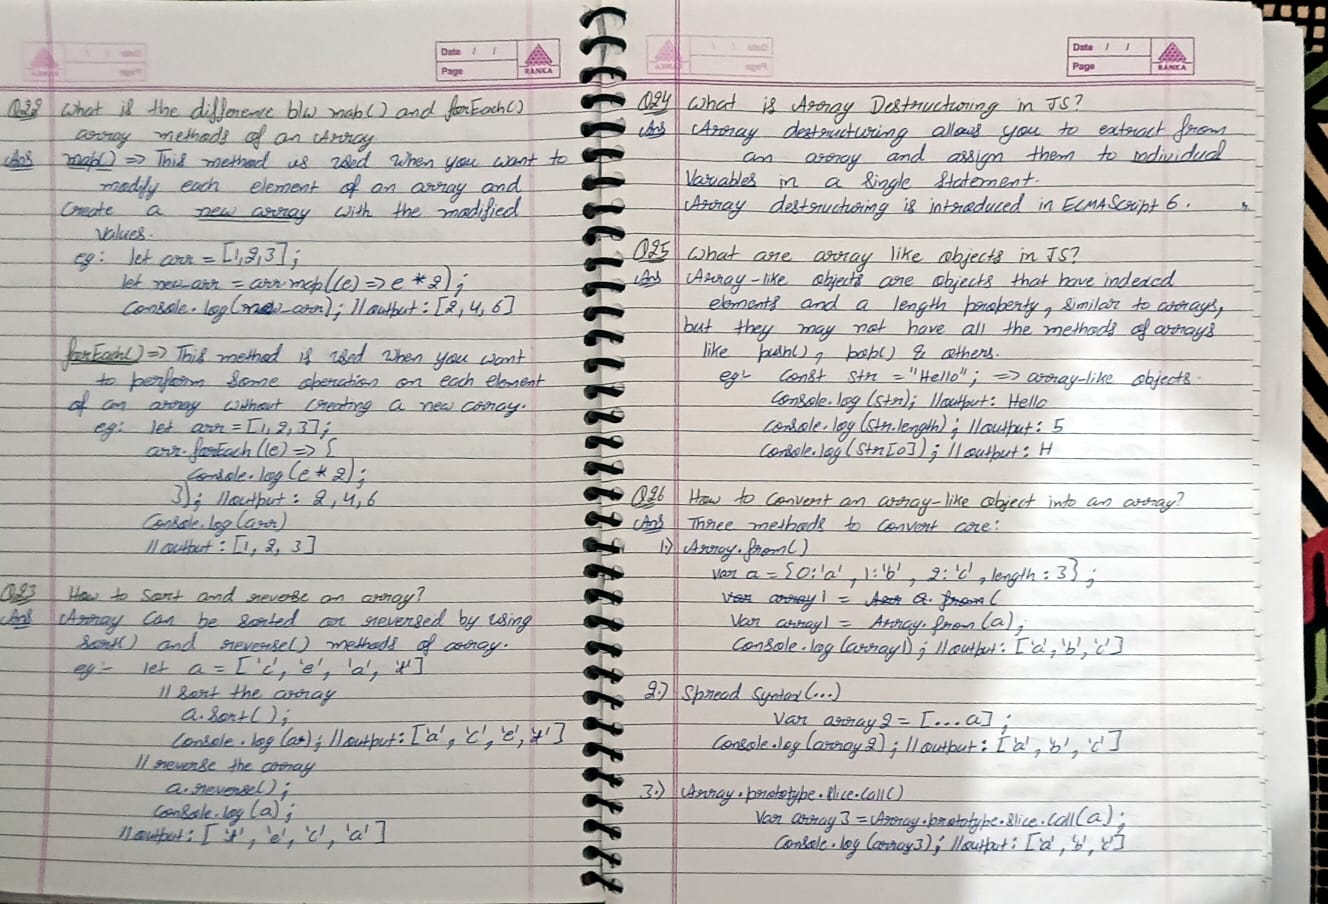 Date / /
Page
RANKA
Q22 What is the difference b/w map() and forEach()
array methods of an Array
Ans map() => This method us used when you want to
modify each element of an array and
Create a new array with the modified
values.
eg: let arr = [1,2,3];
let new-arr = arr.map((e) => e * 2);
Console.log(new-arr); //output: [2, 4, 6]
forEach() => This method is used when you want
to perform some operation on each element
of an array without creating a new array.
eg: let arr = [1, 2, 3];
arr.forEach((e) => {
Console.log(e * 2);
}); //output: 2, 4, 6
Console.log(arr)
//output: [1, 2, 3]
Q23 How to Sort and reverse an array?
Ans Array Can be sorted or reversed by using
sort() and reverse() methods of array.
eg:- let a = ['c', 'e', 'a', ]
// Sort the array
a.sort();
Console.log(a); //output: ['a', 'c', 'e', ]
// reverse the array
a.reverse();
Console.log(a);
//output: [ , 'e', 'c', 'a']
Date / /
Page
RANKA
Q24 What is Array Destructuring in JS?
Ans Array destructuring allows you to extract from
an array and assign them to individual
Variables in a Single Statement.
Array destructuring is introduced in ECMAScript 6.
Q25 What are array like objects in JS?
Ans Array-like objects are objects that have indexed
elements and a length property, similar to arrays,
but they may not have all the methods of arrays
like push(), pop() & others.
eg:- Const str = "Hello"; => array-like objects.
Console.log(str); //output: Hello
Console.log(str.length); //output: 5
Console.log(str[0]); //output: H
Q26 How to Convert an array-like object into an array?
Ans Three methods to Convert are:
1.) Array.from()
Var a = {0:'a', 1:'b', 2:'c', length: 3};
Var array1 = a.from(
Var array1 = Array.from(a);
Console.log(array1); //output: ['a', 'b', 'c']
2.) Spread Syntax(...)
Var array2 = [...a];
Console.log(array2); //output: ['a', 'b', 'c']
3.) Array.prototype.slice.call()
Var array3 = Array.prototype.slice.call(a);
Console.log(array3); //output: ['a', 'b', 'c']